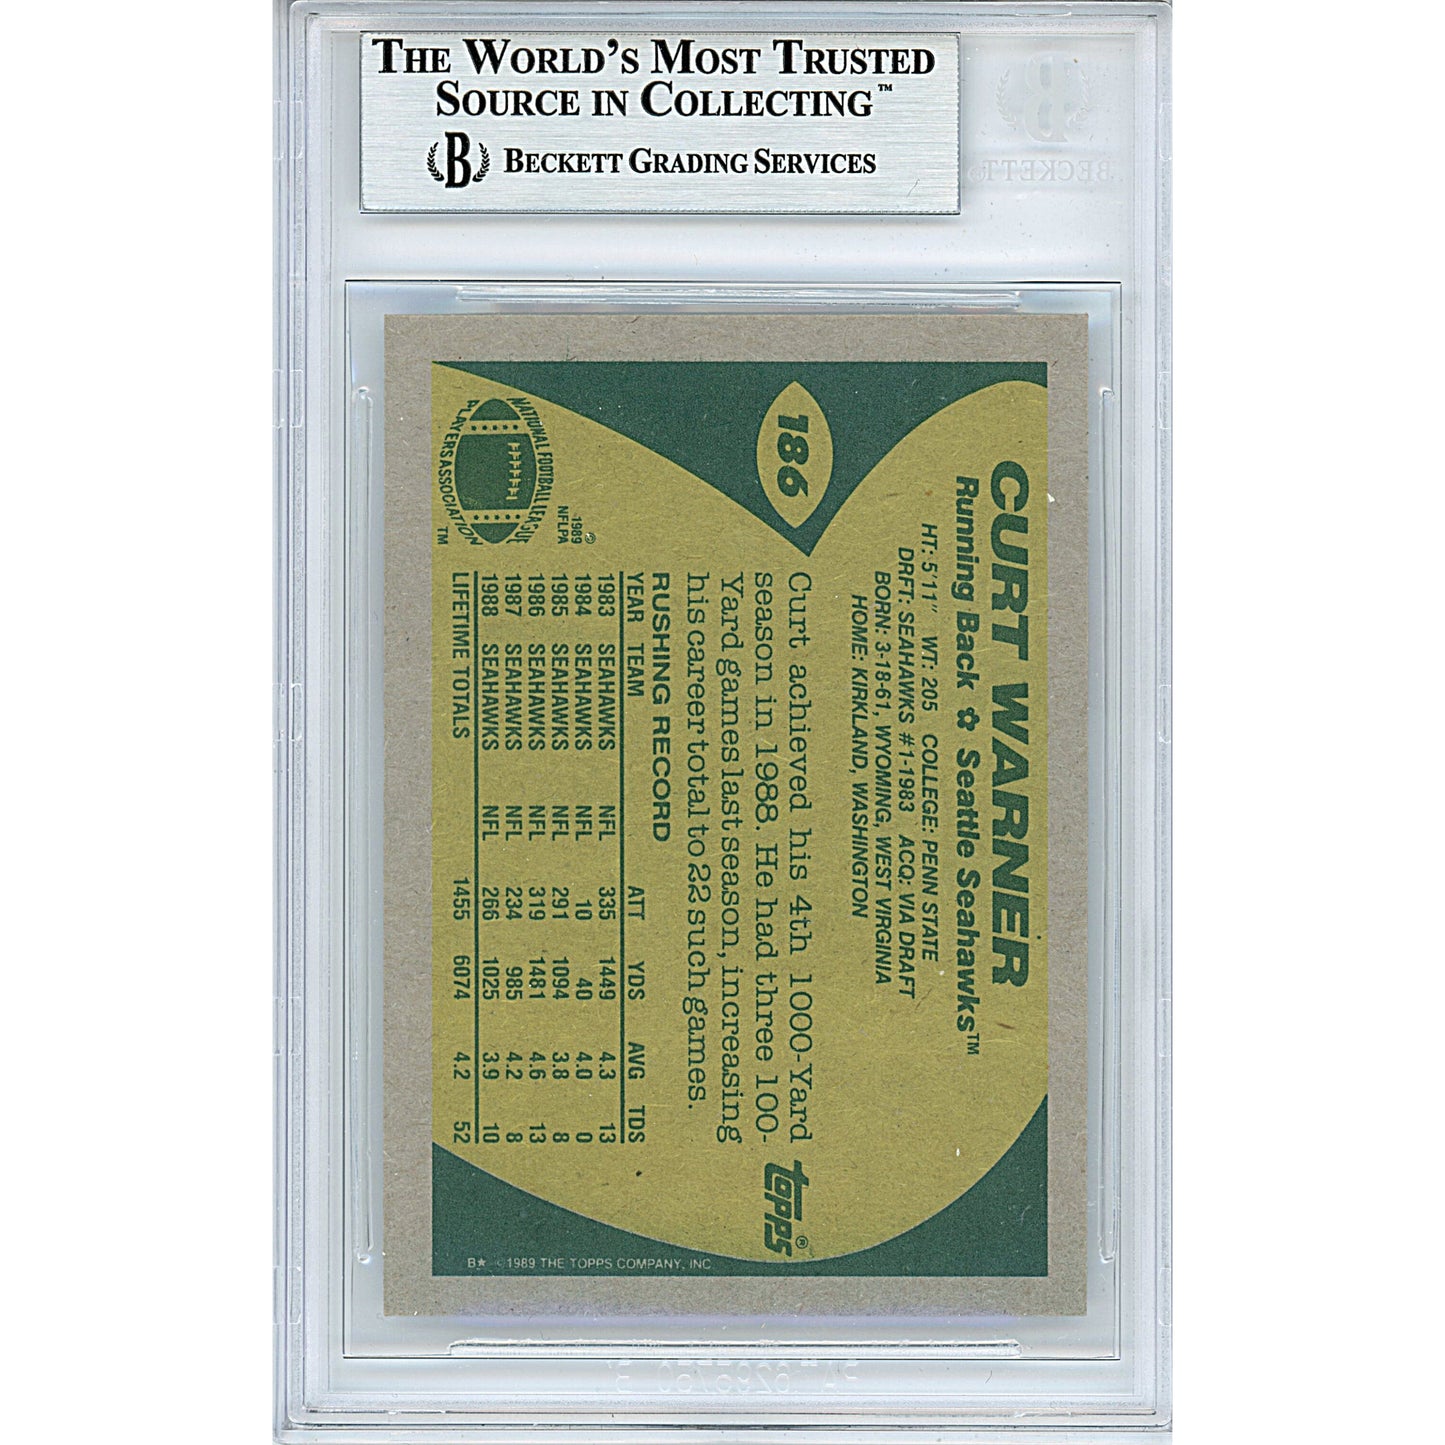 THE WORLD'S MOST TRUSTED
SOURCE IN COLLECTING™
B BECKETT GRADING SERVICES
BECKETT
186
CURT WARNER
Running Back ✿ Seattle Seahawks™
HT: 5'11" WT: 205 COLLEGE: PENN STATE
DRFT: SEAHAWKS #1-1983 ACQ: VIA DRAFT
BORN: 3-18-61, WYOMING, WEST VIRGINIA
HOME: KIRKLAND, WASHINGTON
Curt achieved his 4th 1000-Yard
season in 1988. He had three 100-
Yard games last season, increasing
his career total to 22 such games.
RUSHING RECORD
YEAR TEAM ATT YDS AVG TDS
1983 SEAHAWKS NFL 335 1449 4.3 13
1984 SEAHAWKS NFL 10 40 4.0 0
1985 SEAHAWKS NFL 291 1094 3.8 8
1986 SEAHAWKS NFL 319 1481 4.6 13
1987 SEAHAWKS NFL 234 985 4.2 8
1988 SEAHAWKS NFL 266 1025 3.9 10
LIFETIME TOTALS 1455 6074 4.2 52
NATIONAL FOOTBALL LEAGUE
PLAYERS ASSOCIATION ™
©
1989
NFLPA
topps®
B★ ©1989 THE TOPPS COMPANY, INC